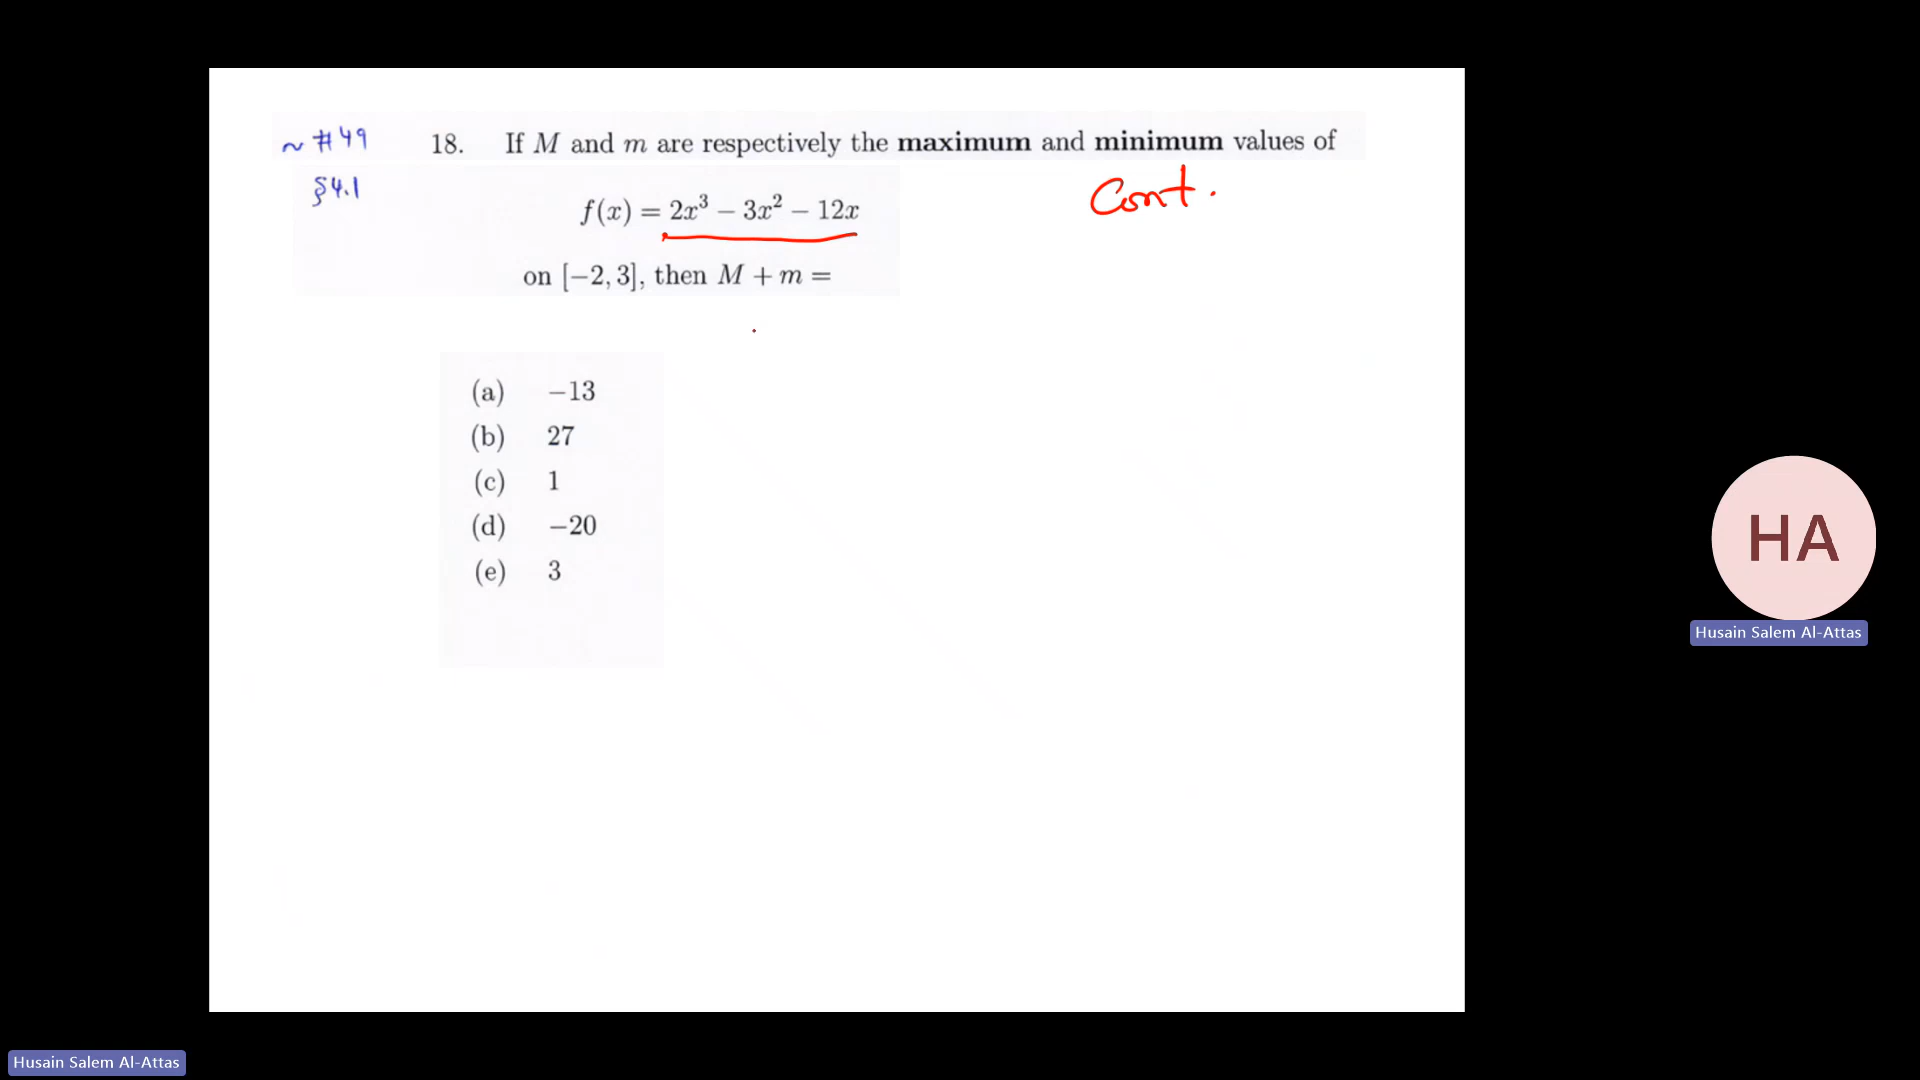 ~ #49 18. If M and m are respectively the maximum and minimum values of
§4.1
Cont.
f(x) = 2x³ − 3x² − 12x
on [−2, 3], then M + m =
(a) −13
(b) 27
(c) 1
(d) −20
(e) 3
HA
Husain Salem Al-Attas
Husain Salem Al-Attas